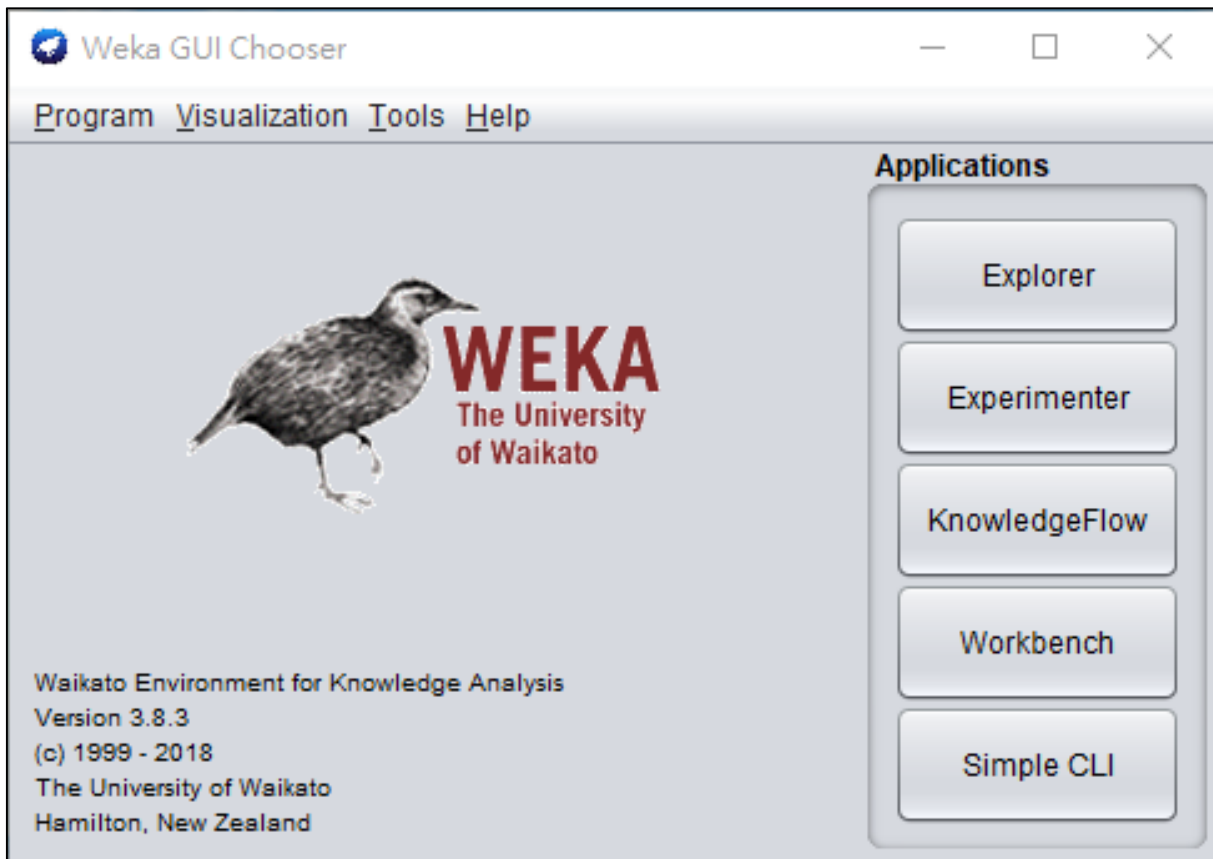 Weka GUI Chooser
Program Visualization Tools Help
Applications
Explorer
Experimenter
KnowledgeFlow
Workbench
Simple CLI
WEKA
The University
of Waikato
Waikato Environment for Knowledge Analysis
Version 3.8.3
(c) 1999 - 2018
The University of Waikato
Hamilton, New Zealand